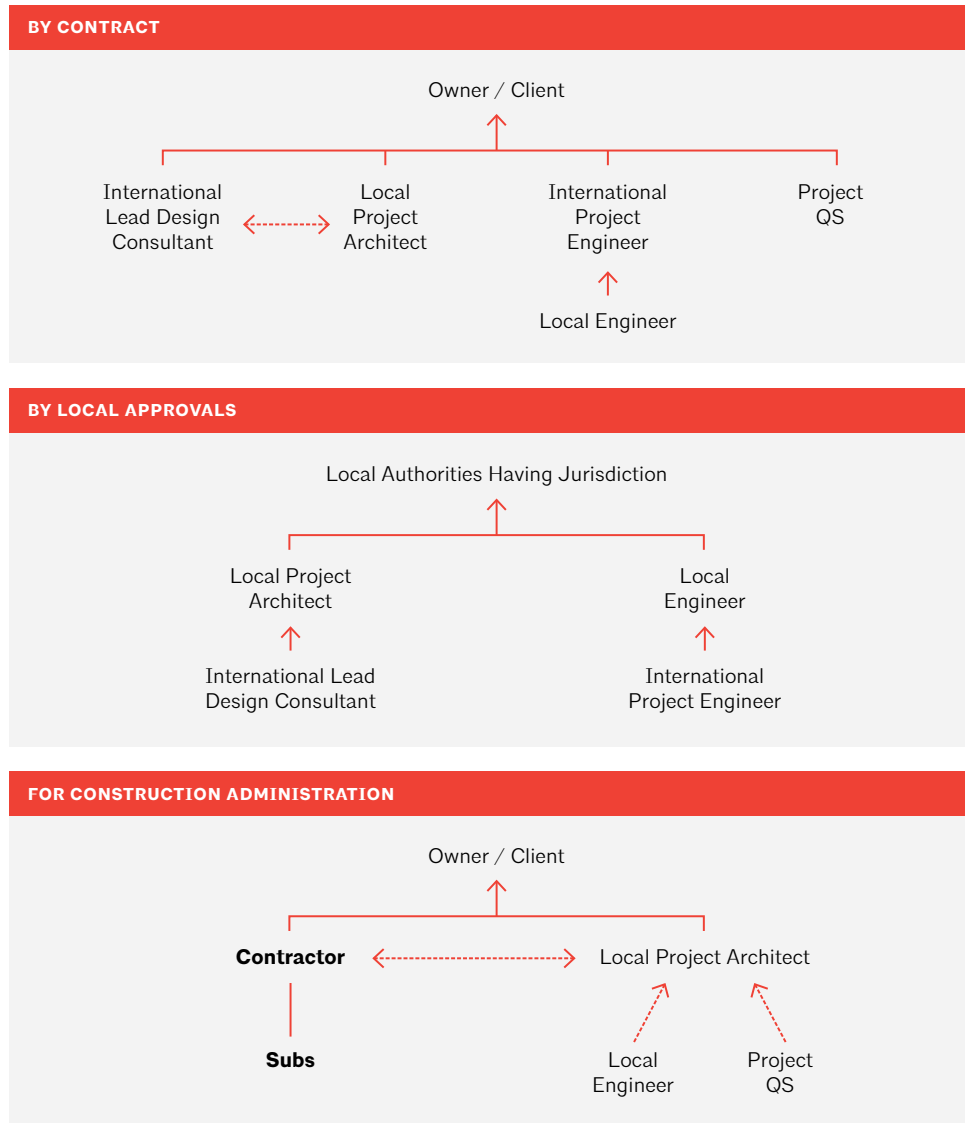 BY CONTRACT
Owner / Client
International
Lead Design
Consultant
Local
Project
Architect
International
Project
Engineer
Project
QS
Local Engineer
BY LOCAL APPROVALS
Local Authorities Having Jurisdiction
Local Project
Architect
Local
Engineer
International Lead
Design Consultant
International
Project Engineer
FOR CONSTRUCTION ADMINISTRATION
Owner / Client
Contractor
Local Project Architect
Subs
Local
Engineer
Project
QS